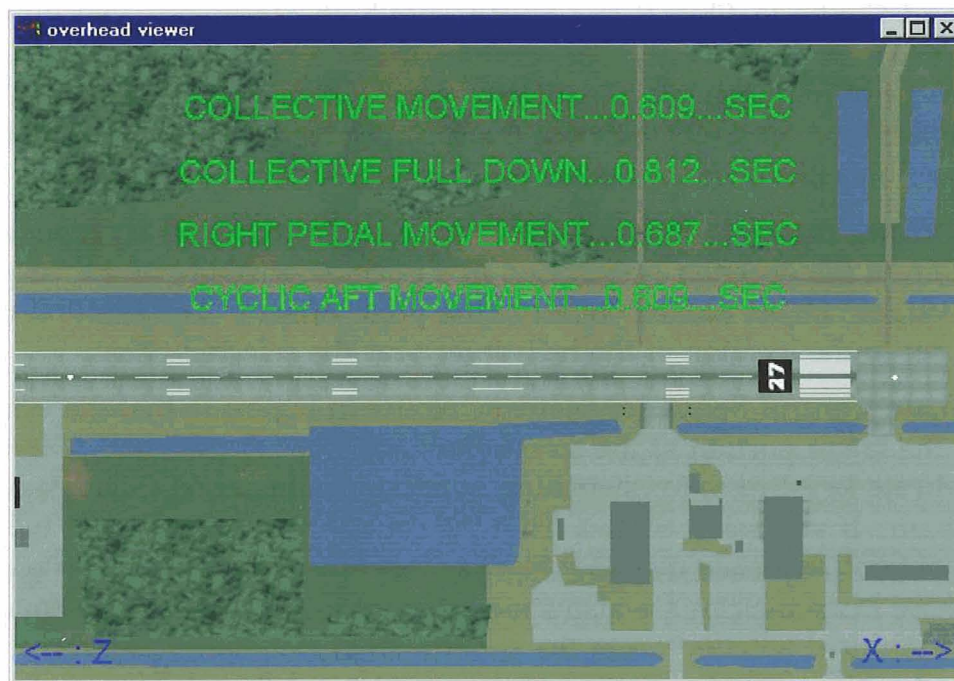 overhead viewer
COLLECTIVE MOVEMENT...0.609...SEC
COLLECTIVE FULL DOWN...0.812...SEC
RIGHT PEDAL MOVEMENT...0.687...SEC
CYCLIC AFT MOVEMENT...0.609...SEC
27
<-- : Z
X : -->